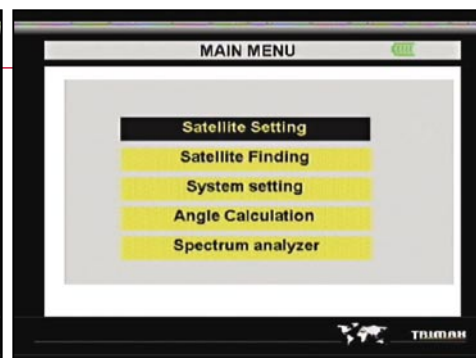 MAIN MENU
Satellite Setting
Satellite Finding
System setting
Angle Calculation
Spectrum analyzer
TRIMAX